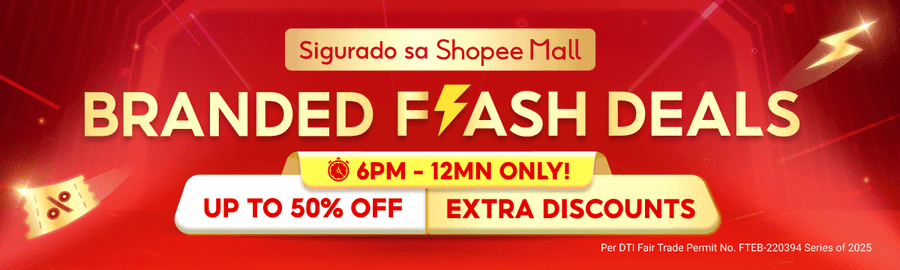 Sigurado sa Shopee Mall
BRANDED FLASH DEALS
6PM - 12MN ONLY!
UP TO 50% OFF
EXTRA DISCOUNTS
%
Per DTI Fair Trade Permit No. FTEB-220394 Series of 2025